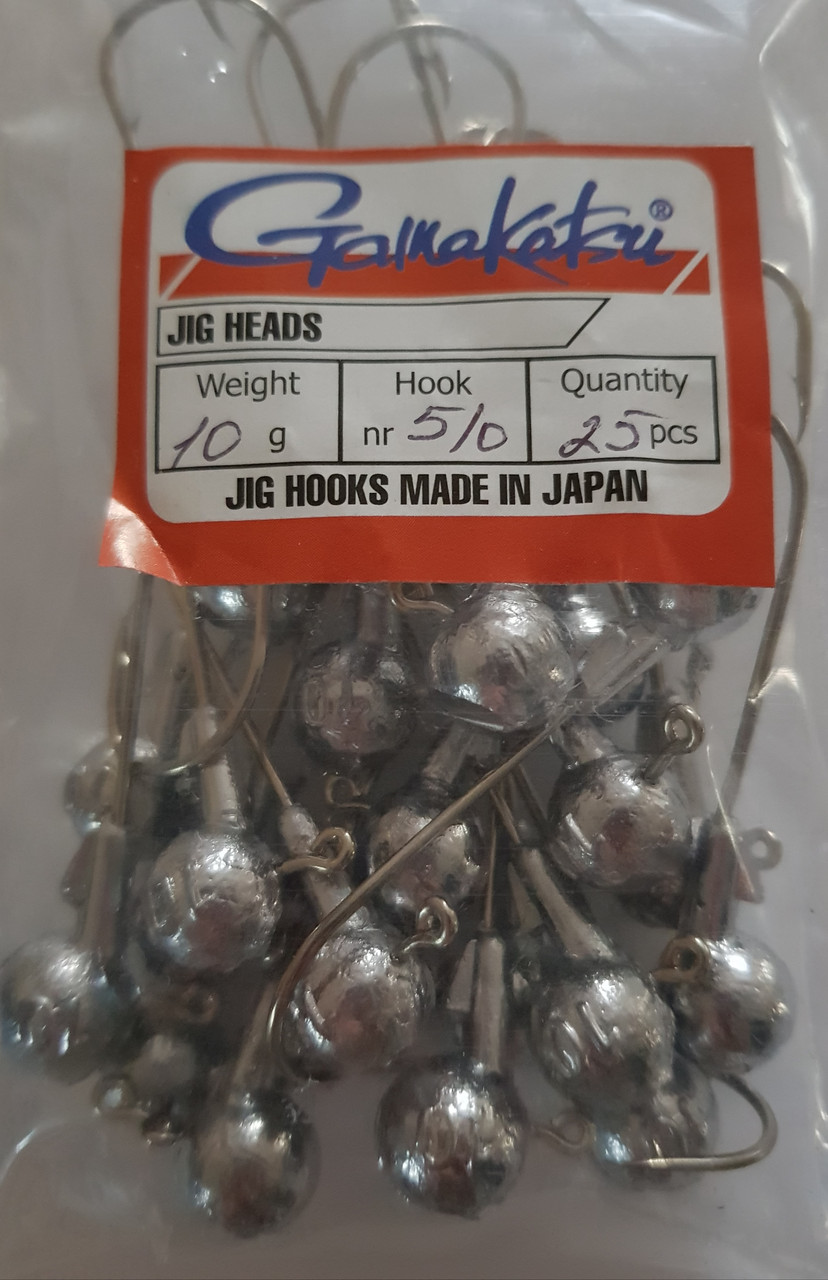 Gamakatsu®
JIG HEADS
Weight Hook Quantity
10 g nr 5/0 25 pcs
JIG HOOKS MADE IN JAPAN